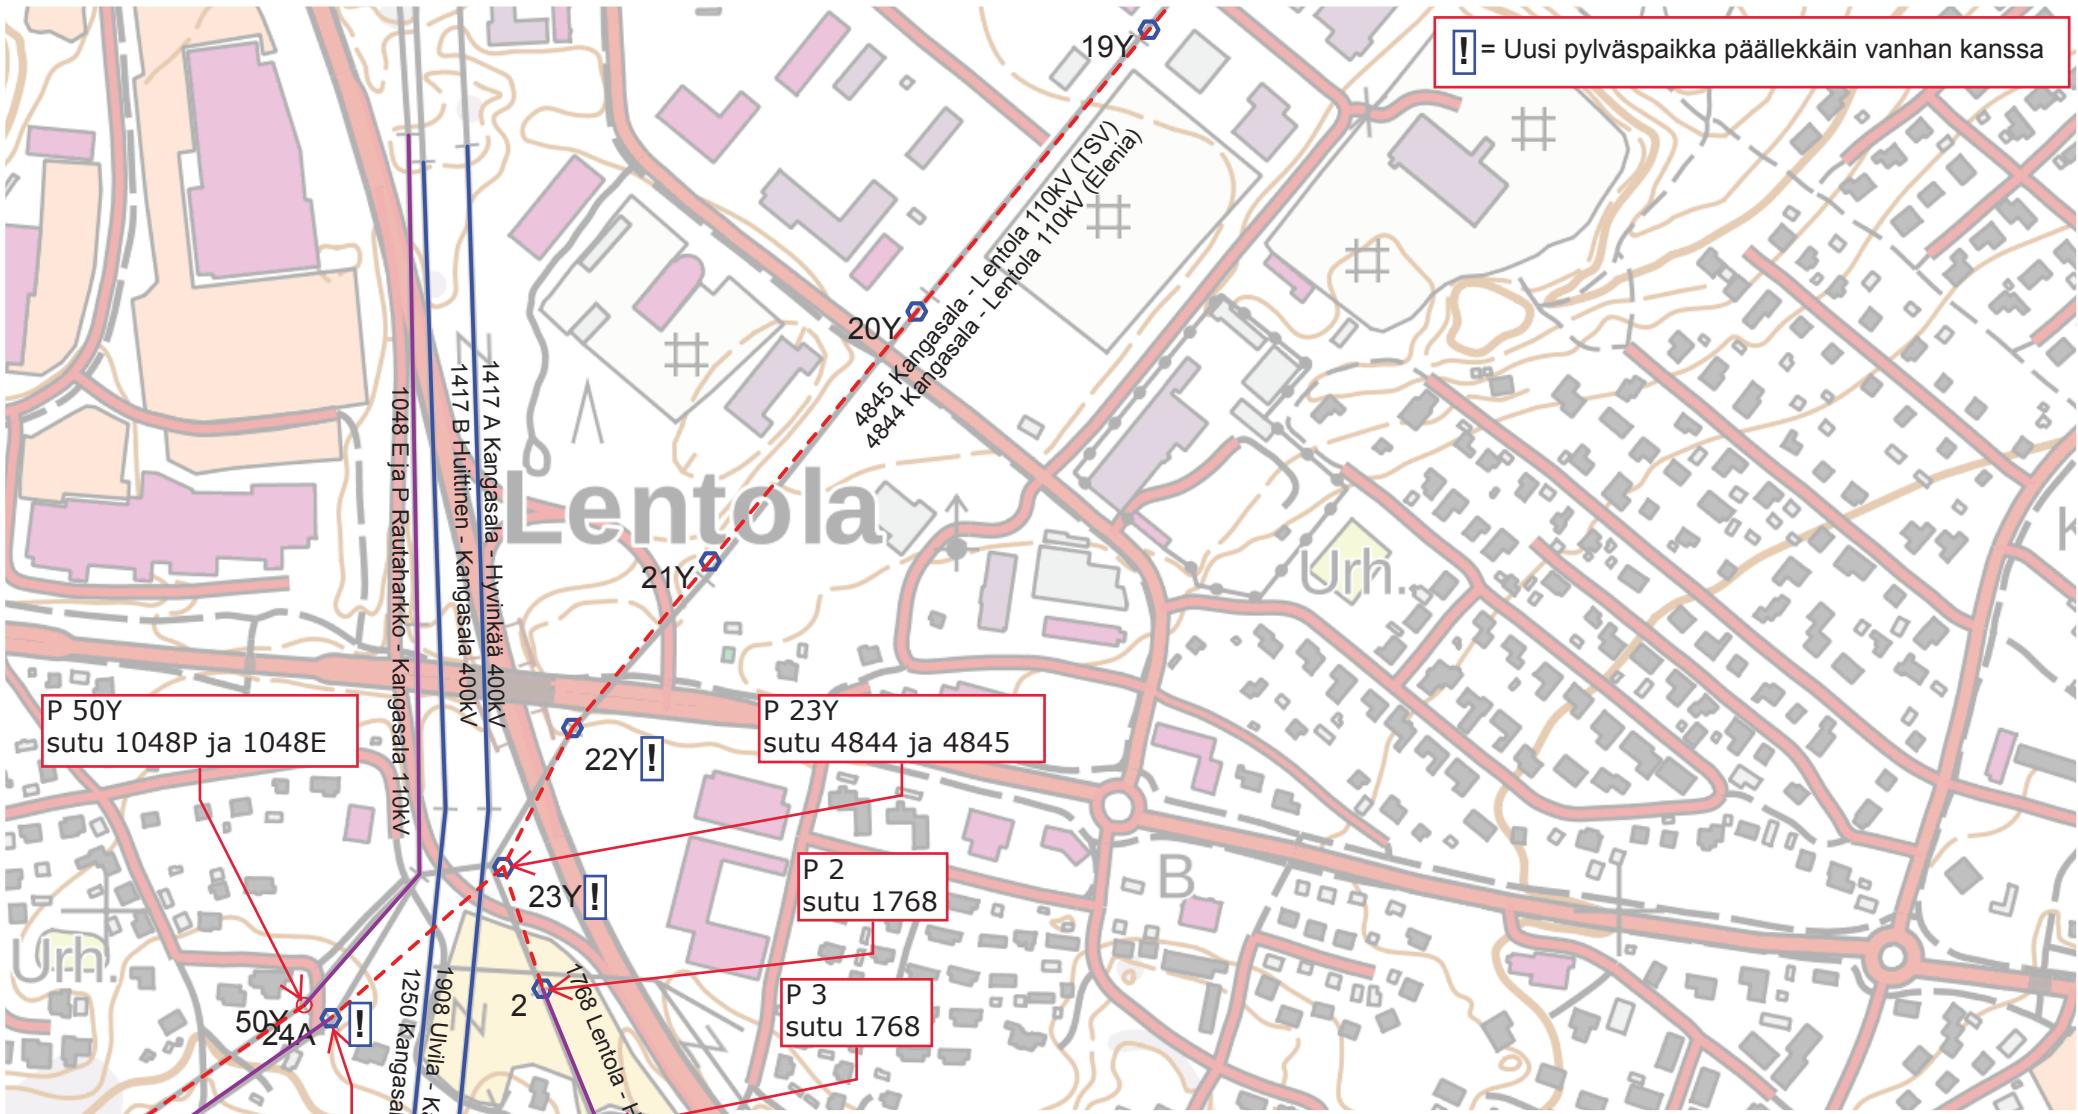 19Y
! = Uusi pylväspaikka päällekkäin vanhan kanssa
4845 Kangasala - Lentola 110kV (TSV)
4844 Kangasala - Lentola 110kV (Elenia)
20Y
1048 E ja P Rautaharkko - Kangasala 110kV
1417 B Huittinen - Kangasala 400kV
1417 A Kangasala - Hyvinkää 400kV
Lentola
21Y
Urh.
K
P 50Y
sutu 1048P ja 1048E
22Y !
P 23Y
sutu 4844 ja 4845
23Y !
P 2
sutu 1768
B
Urh.
50Y
24A !
2
P 3
sutu 1768
1250 Kangasal
1908 Ulvila - Ka
1768 Lentola - H